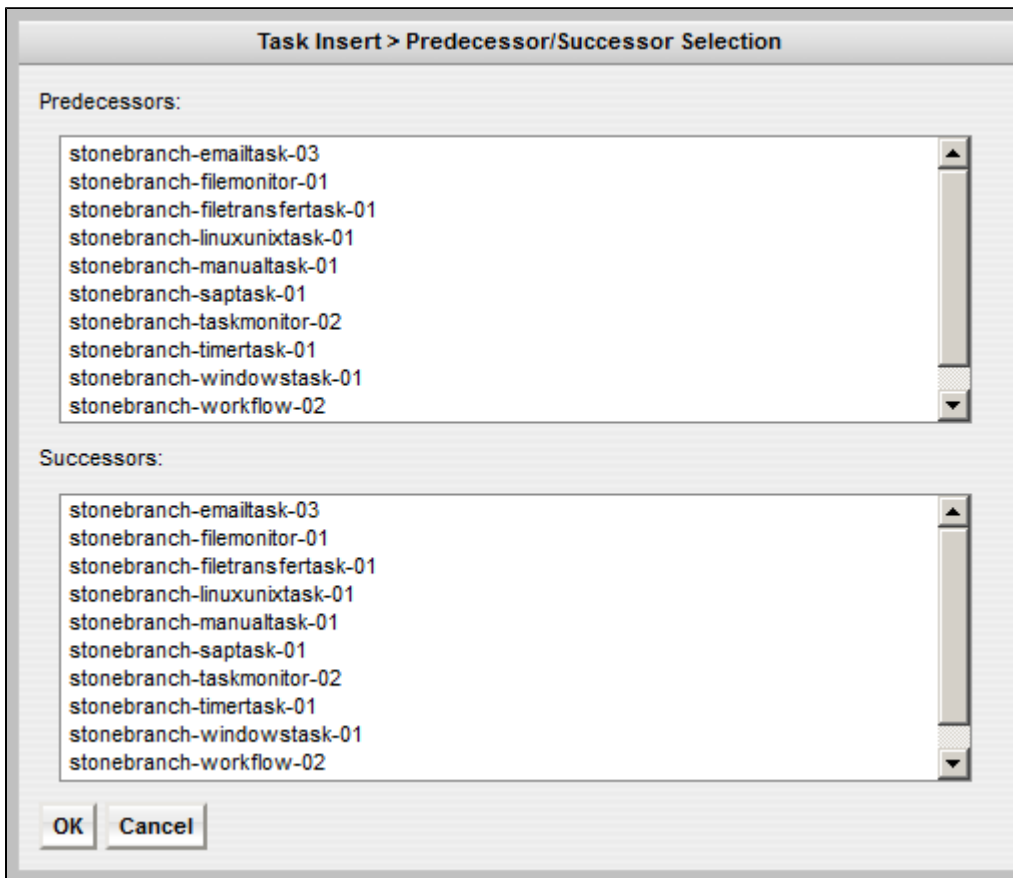 Task Insert > Predecessor/Successor Selection
Predecessors:
stonebranch-emailtask-03
stonebranch-filemonitor-01
stonebranch-filetransfertask-01
stonebranch-linuxunixtask-01
stonebranch-manualtask-01
stonebranch-saptask-01
stonebranch-taskmonitor-02
stonebranch-timertask-01
stonebranch-windowstask-01
stonebranch-workflow-02
Successors:
stonebranch-emailtask-03
stonebranch-filemonitor-01
stonebranch-filetransfertask-01
stonebranch-linuxunixtask-01
stonebranch-manualtask-01
stonebranch-saptask-01
stonebranch-taskmonitor-02
stonebranch-timertask-01
stonebranch-windowstask-01
stonebranch-workflow-02
OK Cancel